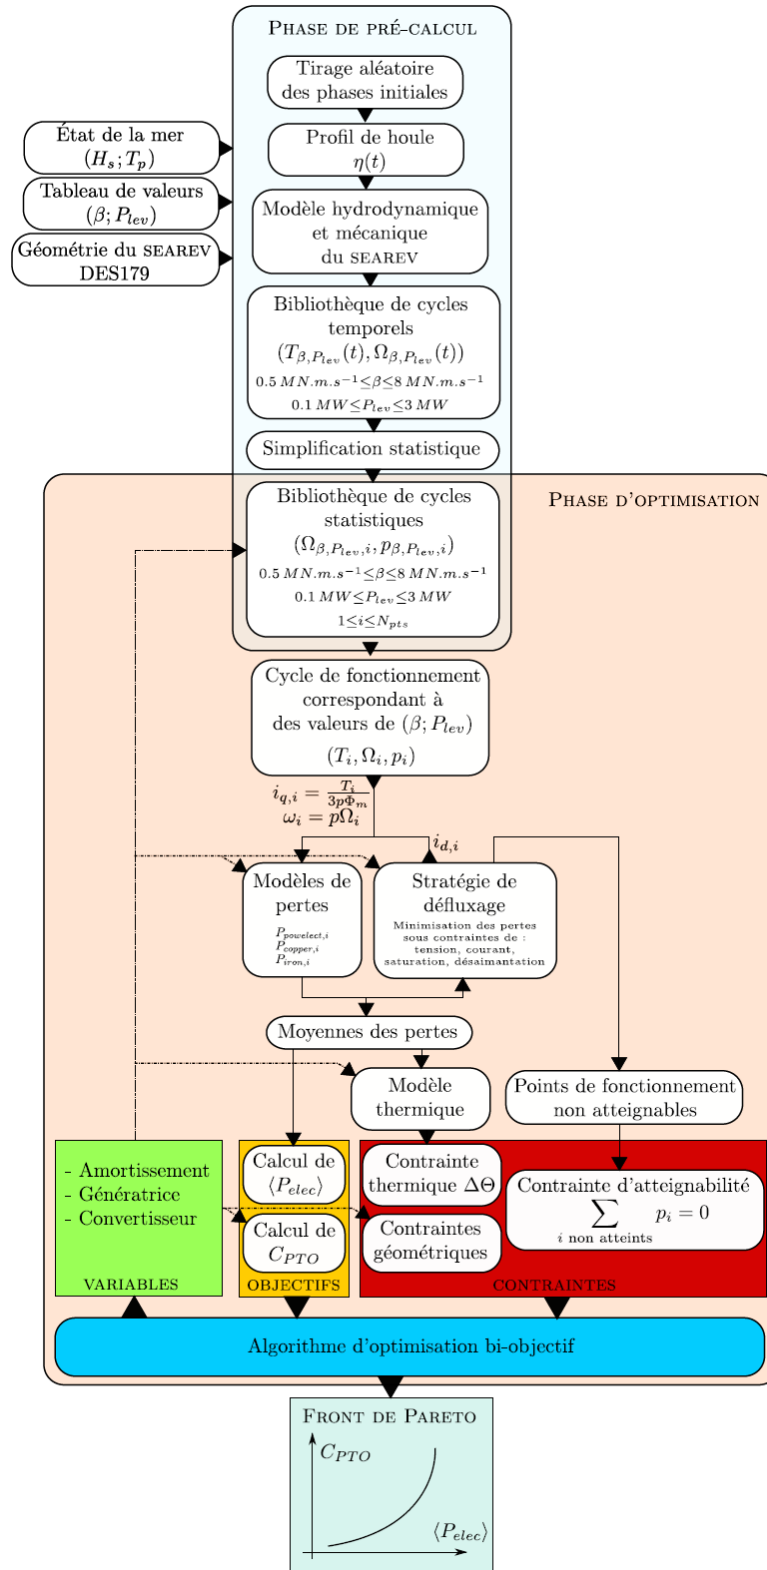 PHASE DE PRÉ-CALCUL
Tirage aléatoire
des phases initiales
État de la mer
(H_s; T_p)
Profil de houle
η(t)
Tableau de valeurs
(β; P_lev)
Modèle hydrodynamique
et mécanique
du SEAREV
Géométrie du SEAREV
DES179
Bibliothèque de cycles
temporels
(T_β,P_lev(t), Ω_β,P_lev(t))
0.5 MN.m.s⁻¹≤β≤8 MN.m.s⁻¹
0.1 MW≤P_lev≤3 MW
Simplification statistique
PHASE D'OPTIMISATION
Bibliothèque de cycles
statistiques
(Ω_β,P_lev,i, p_β,P_lev,i)
0.5 MN.m.s⁻¹≤β≤8 MN.m.s⁻¹
0.1 MW≤P_lev≤3 MW
1≤i≤N_pts
Cycle de fonctionnement
correspondant à
des valeurs de (β; P_lev)
(T_i, Ω_i, p_i)
i_q,i = T_i/3pΦ_m
ω_i = pΩ_i
i_d,i
Modèles de
pertes
P_powelect,i
P_copper,i
P_iron,i
Stratégie de
défluxage
Minimisation des pertes
sous contraintes de :
tension, courant,
saturation, désaimantation
Moyennes des pertes
Modèle
thermique
Points de fonctionnement
non atteignables
- Amortissement
- Génératrice
- Convertisseur
VARIABLES
Calcul de
⟨P_elec⟩
Calcul de
C_PTO
OBJECTIFS
Contrainte
thermique ΔΘ
Contraintes
géométriques
Contrainte d'atteignabilité
∑ p_i = 0
i non atteints
CONTRAINTES
Algorithme d'optimisation bi-objectif
FRONT DE PARETO
C_PTO
⟨P_elec⟩